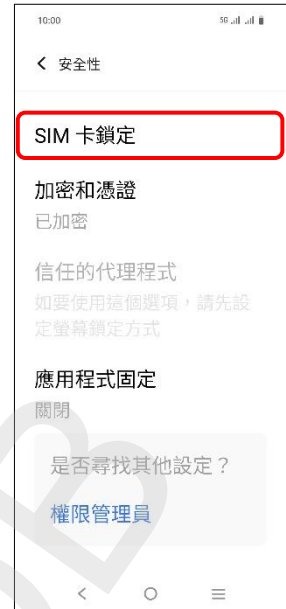 10:00 5G
安全性
SIM 卡鎖定
加密和憑證
已加密
信任的代理程式
如要使用這個選項，請先設
定螢幕鎖定方式
應用程式固定
關閉
是否尋找其他設定？
權限管理員